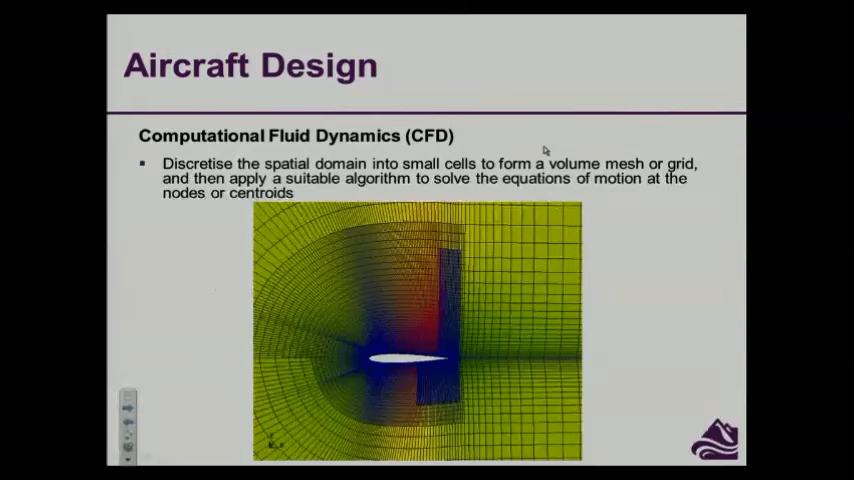 Aircraft Design
Computational Fluid Dynamics (CFD)
▪ Discretise the spatial domain into small cells to form a volume mesh or grid,
and then apply a suitable algorithm to solve the equations of motion at the
nodes or centroids